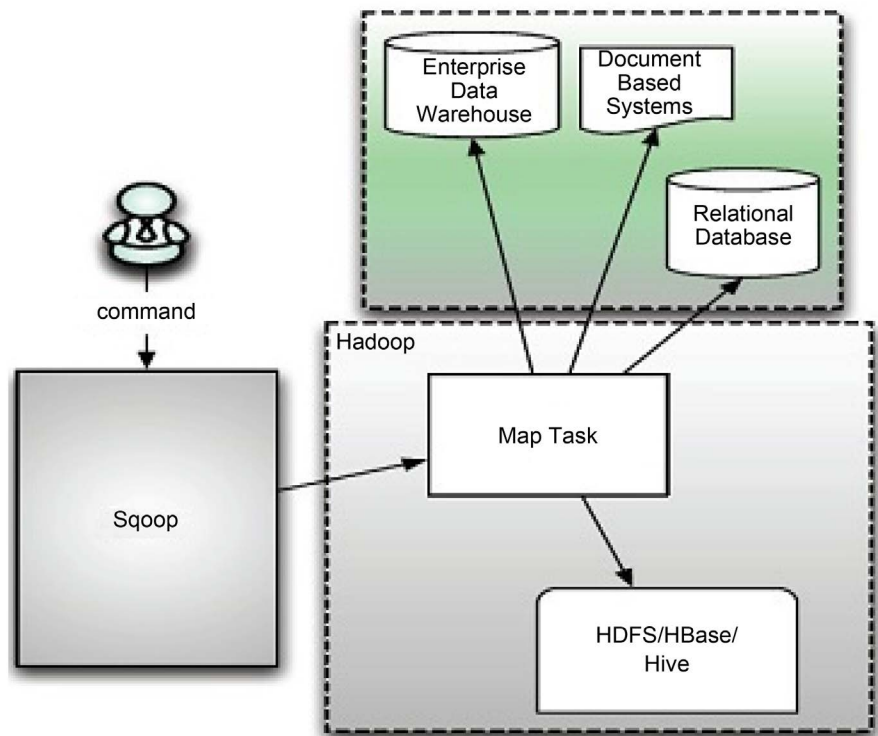 Enterprise
Data
Warehouse
Document
Based
Systems
Relational
Database
command
Hadoop
Map Task
Sqoop
HDFS/HBase/
Hive